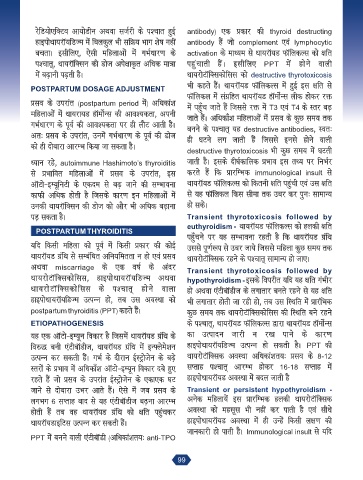 रेडियोएक्टिव आयोडीन अथवा सर्जरी के पश्चात हुई
हाइपोथायरॉयडिज्म में बिलकुल भी सक्रिय भाग शेष नहीं
बचता। इसीलिए, ऐसी महिलाओं में गर्भधारण के
पश्चात्, थायरॉक्सिन की डोज अपेक्षाकृत अधिक मात्रा
में बढ़ानी पड़ती है।
POSTPARTUM DOSAGE ADJUSTMENT
प्रसव के उपरांत (postpartum period में) अधिकांश
महिलाओं में थायरायड हॉर्मोन्स की आवश्यकता, अपनी
गर्भधारण के पूर्व की आवश्यकता पर ही लौट आती है।
अतः प्रसव के उपरांत, उनमें गर्भधारण के पूर्व की डोज
को ही दोबारा आरम्भ किया जा सकता है।
ध्यान रहे, autoimmune Hashimoto's thyroiditis
से प्रभावित महिलाओं में प्रसव के उपरांत, इस
ऑटो-इम्युनिटी के एकदम से बढ़ जाने की सम्भावना
काफी अधिक होती है जिसके कारण इन महिलाओं में
उनकी थायरॉक्सिन की डोज को और भी अधिक बढ़ाना
पड़ सकता है।
POSTPARTUM THYROIDITIS
यदि किसी महिला को पूर्व में किसी प्रकार की कोई
थायरायड ग्रंथि से सम्बंधित अनियमितता न हो एवं प्रसव
अथवा miscarriage के एक वर्ष के अंदर
थायरोटॉक्सिकोसिस, हाइपोथायरॉयडिज्म अथवा
थायरोटॉक्सिकोसिस के पश्चात् होने वाला
हाइपोथायरॉयडिज्म उत्पन्न हो, तब उस अवस्था को
postpartum thyroiditis (PPT) कहते हैं।
ETIOPATHOGENESIS
यह एक ऑटो-इम्यून विकार है जिसमें थायरॉयड ग्रंथि के
विरुद्ध बनी एंटीबॉडीज, थायरॉयड ग्रंथि में इन्फ्लेमेशन
उत्पन्न कर सकती हैं। गर्भ के दौरान ईस्ट्रोजेन के बढ़े
स्तरों के प्रभाव में अधिकांश ऑटो-इम्यून विकार दबे हुए
रहते हैं जो प्रसव के उपरांत ईस्ट्रोजेन के एकाएक घट
जाने से दोबारा उभर आते हैं। ऐसे में जब प्रसव के
लगभग 6 सप्ताह बाद से यह एंटीबॉडीज बढ़ना आरम्भ
होती हैं तब वह थायरॉयड ग्रंथि को क्षति पहुंचाकर
थायरॉयडाइटिस उत्पन्न कर सकती हैं।
PPT में बनने वाली एंटीबॉडी (अधिकांशतयः anti-TPO
antibody) एक प्रकार की thyroid destructing
antibody हैं जो complement एवं lymphocytic
activation के माध्यम से थायरॉयड फॉलिकल्स को क्षति
पहुंचाती हैं। इसीलिए PPT में होने वाली
थायरोटॉक्सिकोसिस को destructive thyrotoxicosis
भी कहते हैं। थायरॉयड फॉलिकल्स में हुई इस क्षति से
फॉलिकल में संग्रहित थायरॉयड हॉर्मोन्स लीक होकर रक्त
में पहुँच जाते हैं जिससे रक्त में T3 एवं T4 के स्तर बढ़
जाते हैं। अधिकांश महिलाओं में प्रसव के कुछ समय तक
बनने के पश्चात् यह destructive antibodies, स्वतः
ही घटने लग जाती हैं जिससे इनसे होने वाली
destructive thyrotoxicosis भी कुछ समय में घटती
जाती है। इसके दीर्घकालिक प्रभाव इस तथ्य पर निर्भर
करते हैं कि प्रारम्भिक immunological insult से
थायरॉयड फॉलिकल्स को कितनी क्षति पहुंची एवं उस क्षति
से वह फॉलिकल किस सीमा तक उबर कर पुनः सामान्य
हो सके।
Transient thyrotoxicosis followed by
euthyroidism - थायरॉयड फॉलिकल्स को हलकी क्षति
पहुँचने पर यह सम्भावना रहती है कि थायरॉयड ग्रंथि
उससे पूर्णरूप से उबर जाये जिससे महिला कुछ समय तक
थायरोटॉक्सिक रहने के पश्चात् सामान्य हो जाए।
Transient thyrotoxicosis followed by
hypothyroidism - इसके विपरीत यदि यह क्षति गंभीर
हो अथवा एंटीबॉडीज के लगातार बनते रहने से यह क्षति
भी लगातार होती जा रही हो, तब उस स्थिति में प्रारंभिक
कुछ समय तक थायरोटॉक्सिकोसिस की स्थिति बने रहने
के पश्चात, थायरॉयड फॉलिकल्स द्वारा थायरॉयड हॉर्मोन्स
का उत्पादन जारी न रख पाने के कारण
हाइपोथायरॉयडिज्म उत्पन्न हो सकती है। PPT की
थायरोटॉक्सिक अवस्था अधिकांशतयः प्रसव के 8-12
सप्ताह पश्चात् आरम्भ होकर 16-18 सप्ताह में
हाइपोथायरॉयड अवस्था में बदल जाती है
Transient or persistent hypothyroidism -
अनेक महिलायें इस प्रारम्भिक हलकी थायरोटॉक्सिक
अवस्था को महसूस भी नहीं कर पाती हैं एवं सीधे
हाइपोथायरॉयड अवस्था में ही उन्हें किसी लक्षण की
जानकारी हो पाती है। Immunological insult से यदि
99